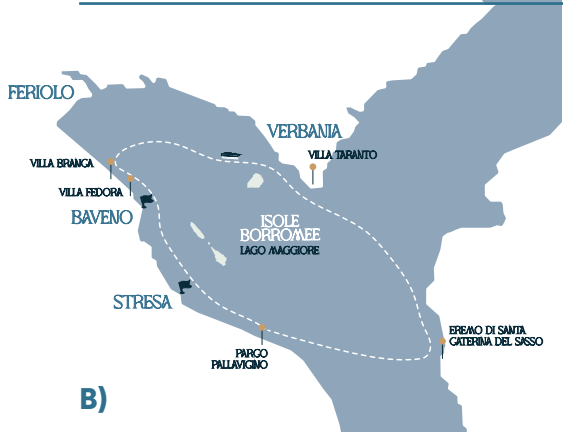 FERIOLO
VERBANIA
VILLA TARANTO
VILLA BRANCA
VILLA FEDORA
BAVENO
ISOLE
BORROMEE
LAGO MAGGIORE
STRESA
EREMO DI SANTA
CATERINA DEL SASSO
PARCO
PALLAVICINO
B)